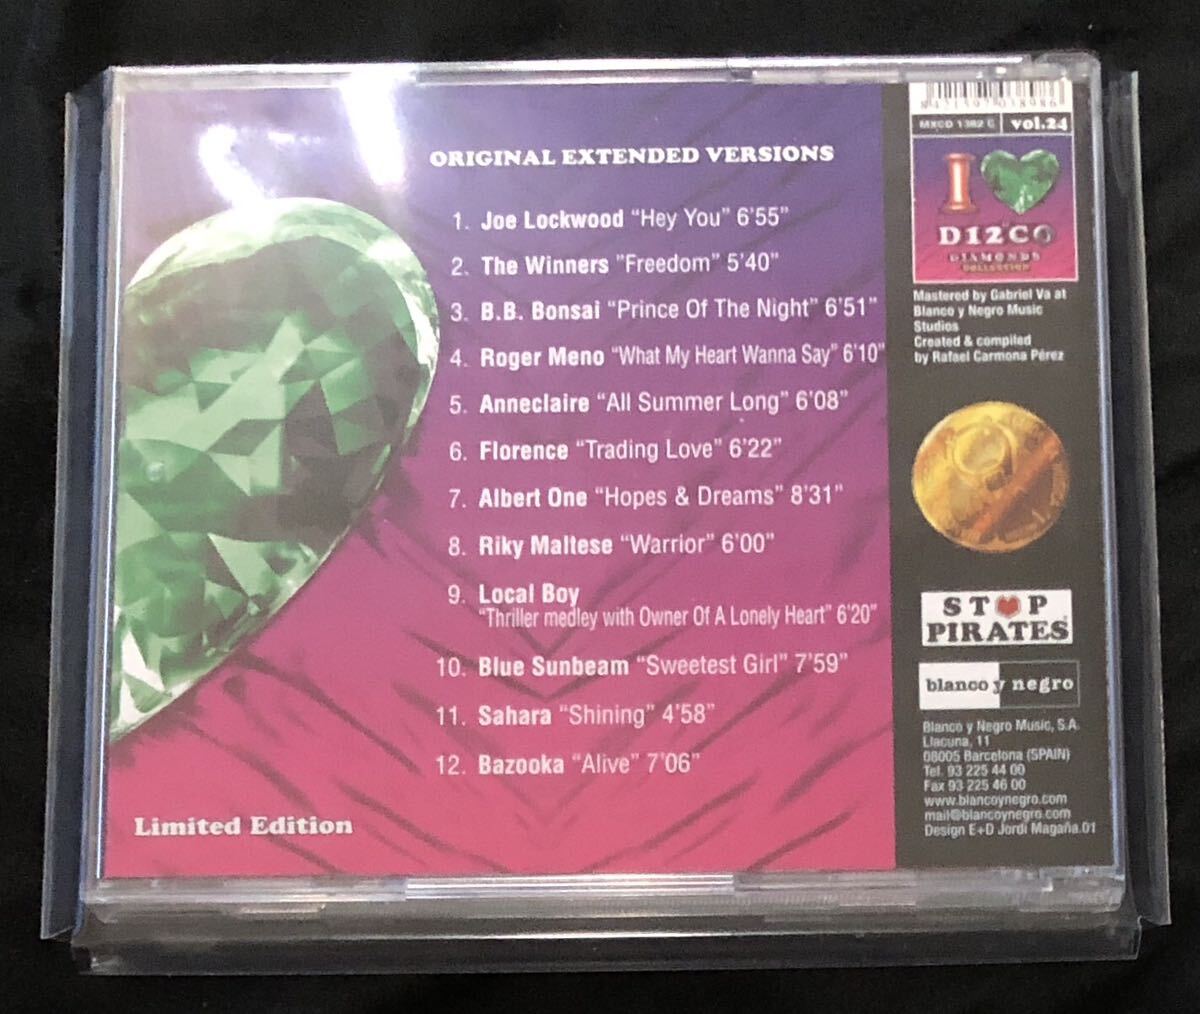 ORIGINAL EXTENDED VERSIONS
1. Joe Lockwood “Hey You” 6’55”
2. The Winners “Freedom” 5’40”
3. B.B. Bonsai “Prince Of The Night” 6’51”
4. Roger Meno “What My Heart Wanna Say” 6’10”
5. Anneclaire “All Summer Long” 6’08”
6. Florence “Trading Love” 6’22”
7. Albert One “Hopes & Dreams” 8’31”
8. Riky Maltese “Warrior” 6’00”
9. Local Boy
“Thriller medley with Owner Of A Lonely Heart” 6’20”
10. Blue Sunbeam “Sweetest Girl” 7’59”
11. Sahara “Shining” 4’58”
12. Bazooka “Alive” 7’06”
Limited Edition
8421597038986
MXCD 1382 C vol.24
I
D12CO
DIAMONDS
COLLECTION
Mastered by Gabriel Va at
Blanco y Negro Music
Studios
Created & compiled
by Rafael Carmona Pérez
ST P
PIRATES
blanco y negro
Blanco y Negro Music, S.A.
Llacuna, 11
08005 Barcelona (SPAIN)
Tel. 93 225 44 00
Fax 93 225 46 00
www.blancoynegro.com
mail@blancoynegro.com
Design E+D Jordi Magaña.01